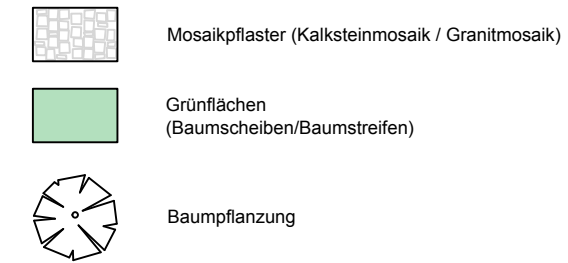 Mosaikpflaster (Kalksteinmosaik / Granitmosaik)
Grünflächen
(Baumscheiben/Baumstreifen)
Baumpflanzung